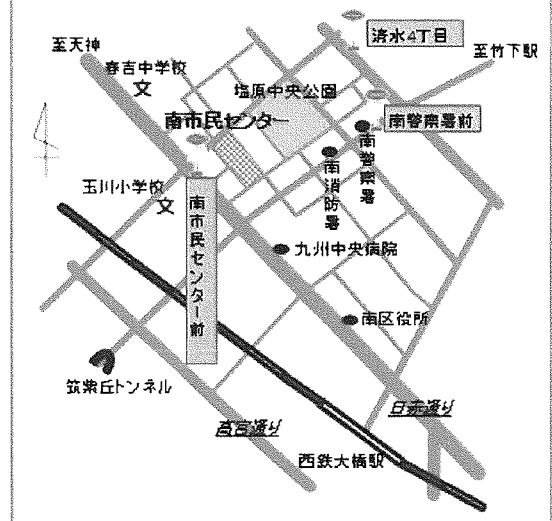 清水4丁目
至天神
至竹下駅
春吉中学校
文
塩原中央公園
南市民センター
南警察署前
南警察署
南消防署
玉川小学校
文
南市民センター前
九州中央病院
南区役所
筑紫丘トンネル
日赤通り
高宮通り
西鉄大橋駅